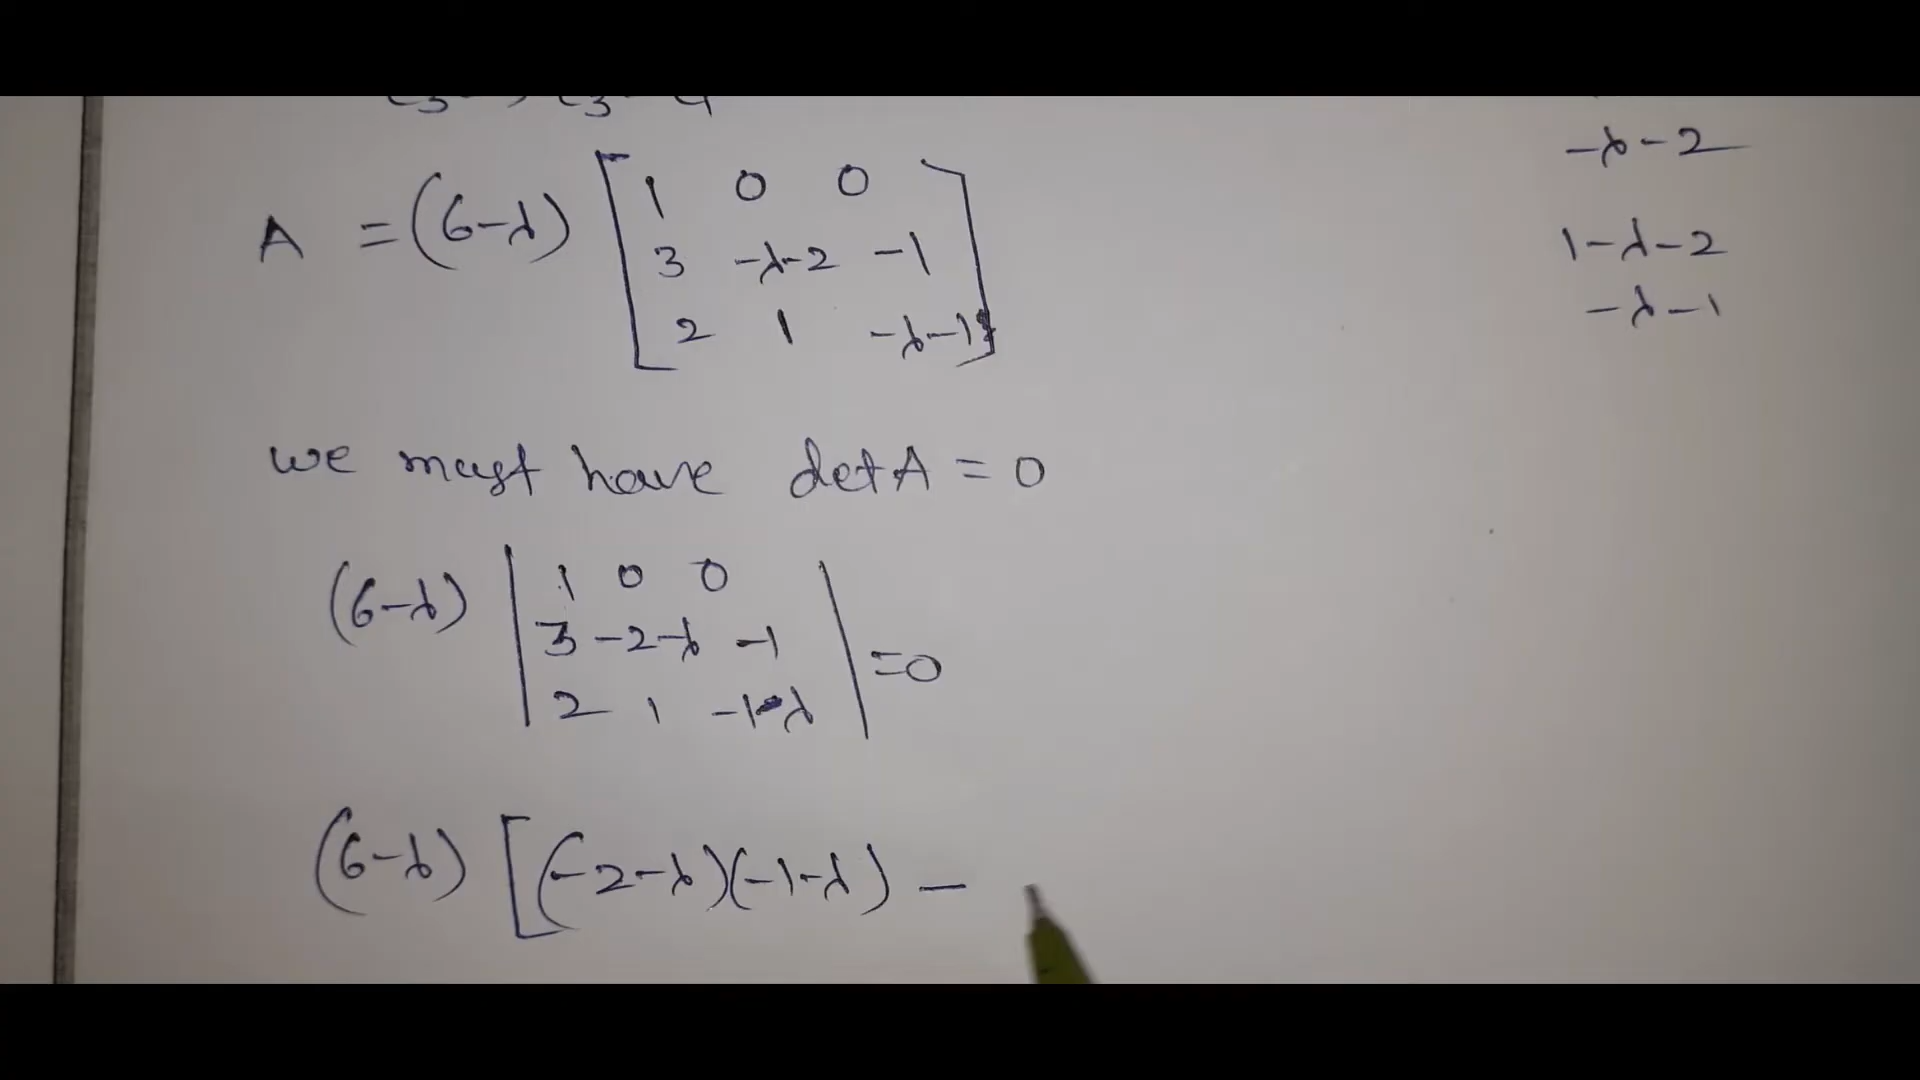 -λ-2
A = (6-λ) [ 1 0 0
3 -λ-2 -1
2 1 -λ-1 ]
1-λ-2
-λ-1
we must have det A = 0
(6-λ) | 1 0 0
3 -2-λ -1
2 1 -1-λ | =0
(6-λ) [(-2-λ)(-1-λ) -